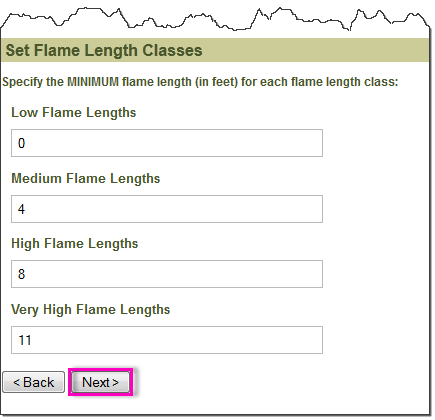 Set Flame Length Classes
Specify the MINIMUM flame length (in feet) for each flame length class:
Low Flame Lengths
0
Medium Flame Lengths
4
High Flame Lengths
8
Very High Flame Lengths
11
< Back Next >